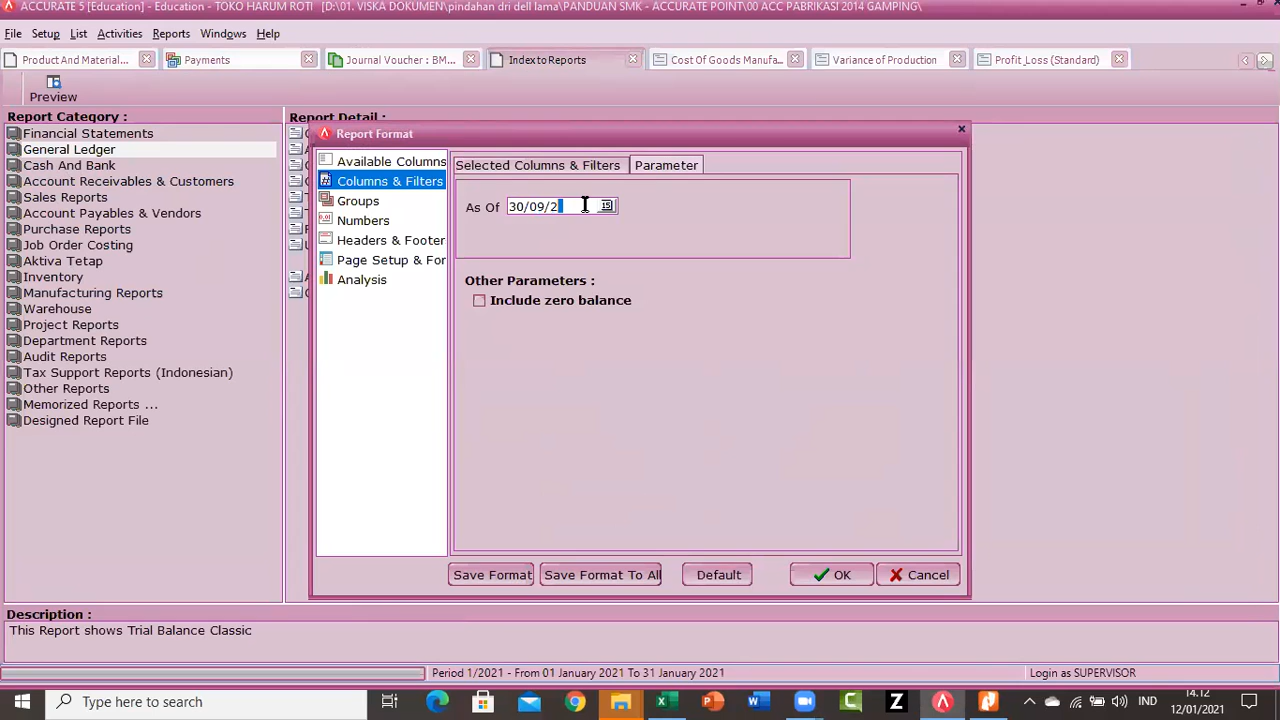 ACCURATE 5 [Education] - Education - TOKO HARUM ROTI [D:\01. VISKA DOKUMEN\pindahan dri dell lama\PANDUAN SMK - ACCURATE POINT\00 ACC PABRIKASI 2014 GAMPING\]
File Setup List Activities Reports Windows Help
Product And Material... Payments Journal Voucher : BM... Index to Reports Cost Of Goods Manufa... Variance of Production Profit_Loss (Standard)
Preview
Report Category :
Financial Statements
General Ledger
Cash And Bank
Account Receivables & Customer
Sales Reports
Account Payables & Vendors
Purchase Reports
Job Order Costing
Aktiva Tetap
Inventory
Manufacturing Reports
Warehouse
Project Reports
Department Reports
Audit Reports
Tax Support Reports (Indonesian)
Other Reports
Memorized Reports ...
Designed Report File
Report Detail :
Report Format
Available Columns
Columns & Filters
Groups
Numbers
Headers & Footer
Page Setup & For
Analysis
Selected Columns & Filters Parameter
As Of 30/09/2
15
Other Parameters :
Include zero balance
Save Format Save Format To All Default OK Cancel
Description :
This Report shows Trial Balance Classic
Period 1/2021 - From 01 January 2021 To 31 January 2021 Login as SUPERVISOR
Type here to search
IND
14.12
12/01/2021